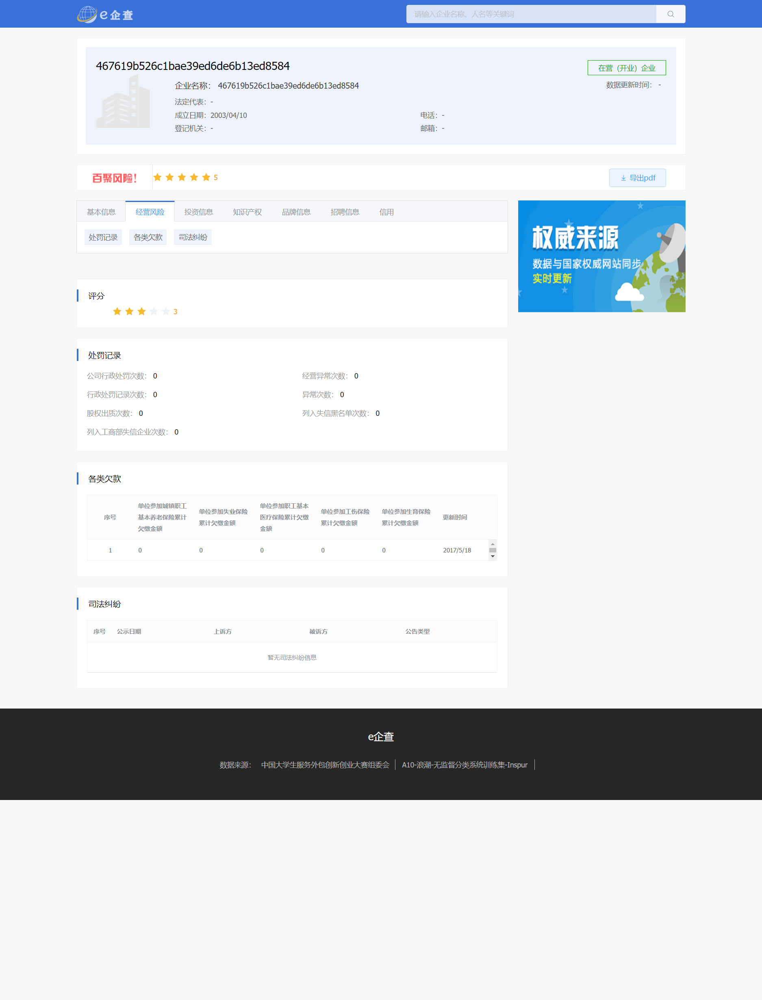 e企查
请输入企业名称、人名等关键词
467619b526c1bae39ed6de6b13ed8584
在营（开业）企业
企业名称： 467619b526c1bae39ed6de6b13ed8584
数据更新时间： -
法定代表：-
成立日期：2003/04/10
电话：-
登记机关：-
邮箱：-
百聚风险！
5
导出pdf
基本信息 经营风险 投资信息 知识产权 品牌信息 招聘信息 信用
处罚记录 各类欠款 司法纠纷
权威来源
数据与国家权威网站同步
实时更新
评分
3
处罚记录
公司行政处罚次数： 0
经营异常次数： 0
行政处罚记录次数： 0
异常次数： 0
股权出质次数： 0
列入失信黑名单次数： 0
列入工商部失信企业次数： 0
各类欠款
序号
单位参加城镇职工
基本养老保险累计
欠缴金额
单位参加失业保险
累计欠缴金额
单位参加职工基本
医疗保险累计欠缴
金额
单位参加工伤保险
累计欠缴金额
单位参加生育保险
累计欠缴金额
更新时间
1 0 0 0 0 0 2017/5/18
司法纠纷
序号 公示日期 上诉方 被诉方 公告类型
暂无司法纠纷信息
e企查
数据来源： 中国大学生服务外包创新创业大赛组委会 A10-浪潮-无监督分类系统训练集-Inspur